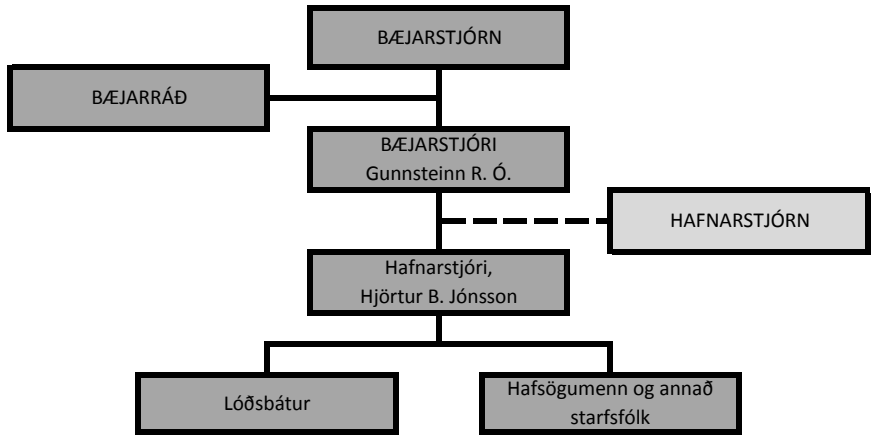 BÆJARSTJÓRN
BÆJARRÁÐ
BÆJARSTJÓRI
Gunnsteinn R. Ó.
HAFNARSTJÓRN
Hafnarstjóri,
Hjörtur B. Jónsson
Lóðsbátur
Hafsögumenn og annað
starfsfólk